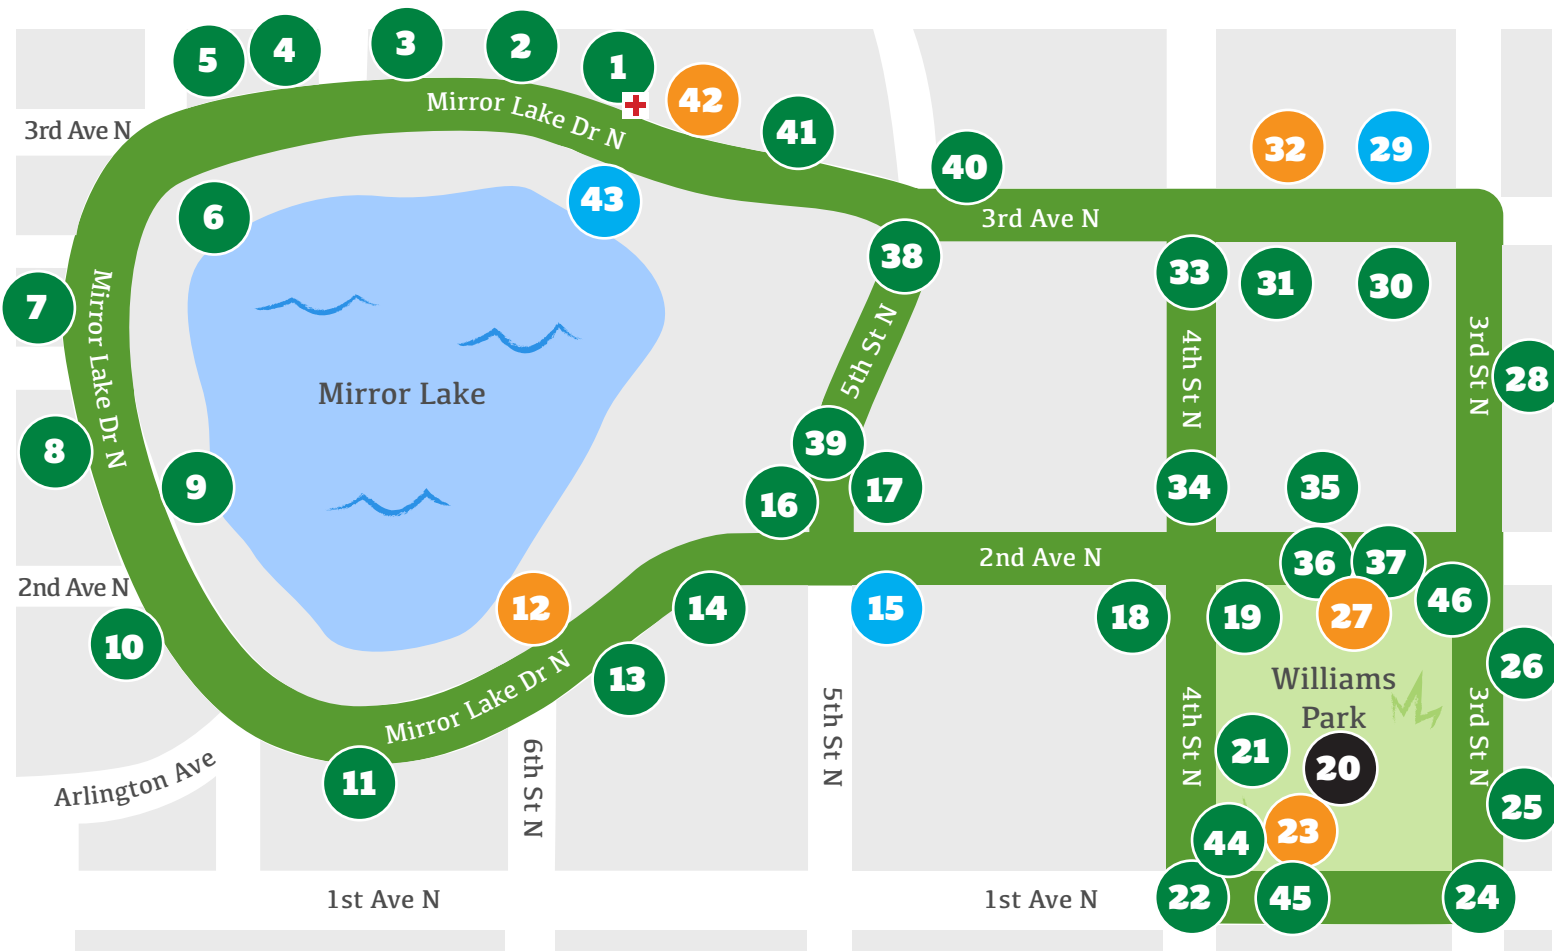 5
4
3
2
1
42
41
40
32
29
3rd Ave N
Mirror Lake Dr N
3rd Ave N
6
43
38
33
31
30
7
Mirror Lake Dr N
Mirror Lake
5th St N
4th St N
3rd St N
28
8
9
39
16
17
34
35
2nd Ave N
2nd Ave N
36
37
10
12
14
15
18
19
27
46
13
Mirror Lake Dr N
Williams
Park
26
5th St N
4th St N
3rd St N
21
20
11
Arlington Ave
6th St N
44
23
25
1st Ave N
1st Ave N
22
45
24